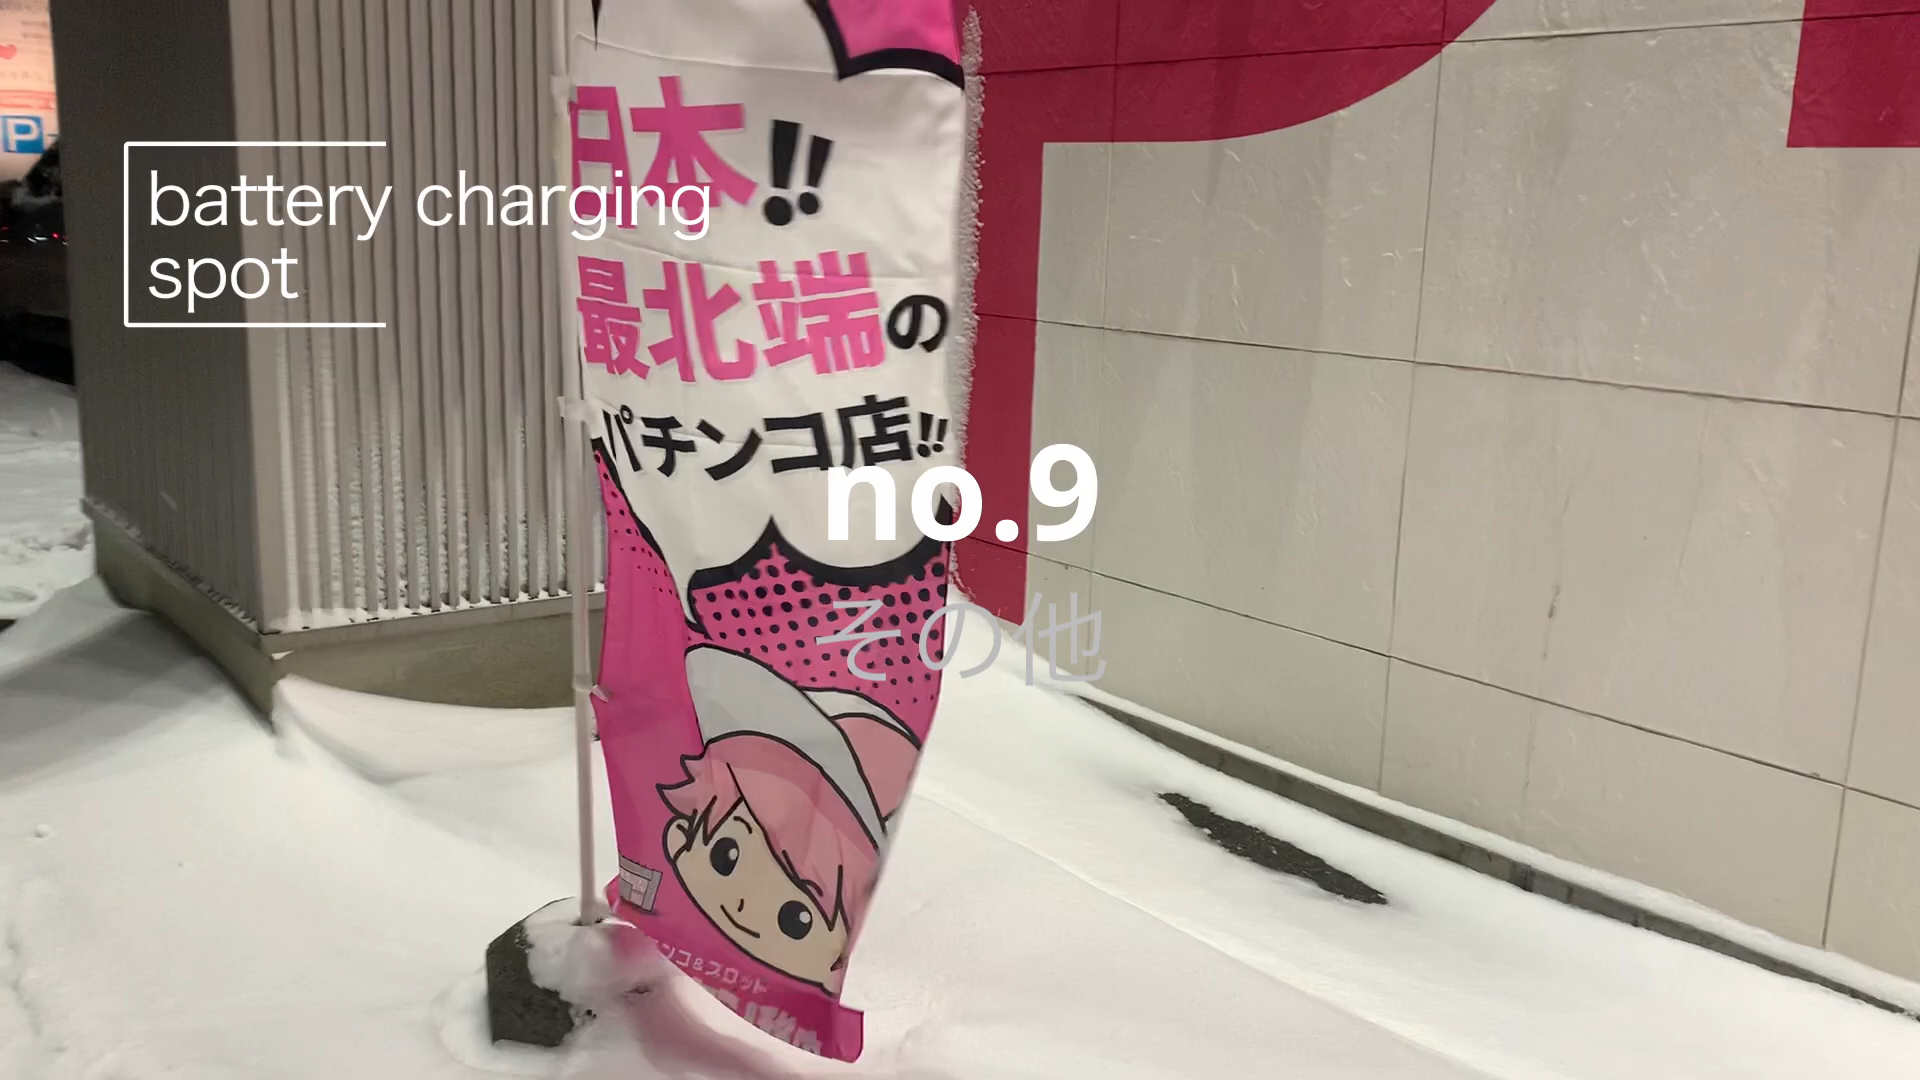 P
battery charging
spot
日本!!
最北端の
パチンコ店!!
no.9
その他
ンコ&スロット